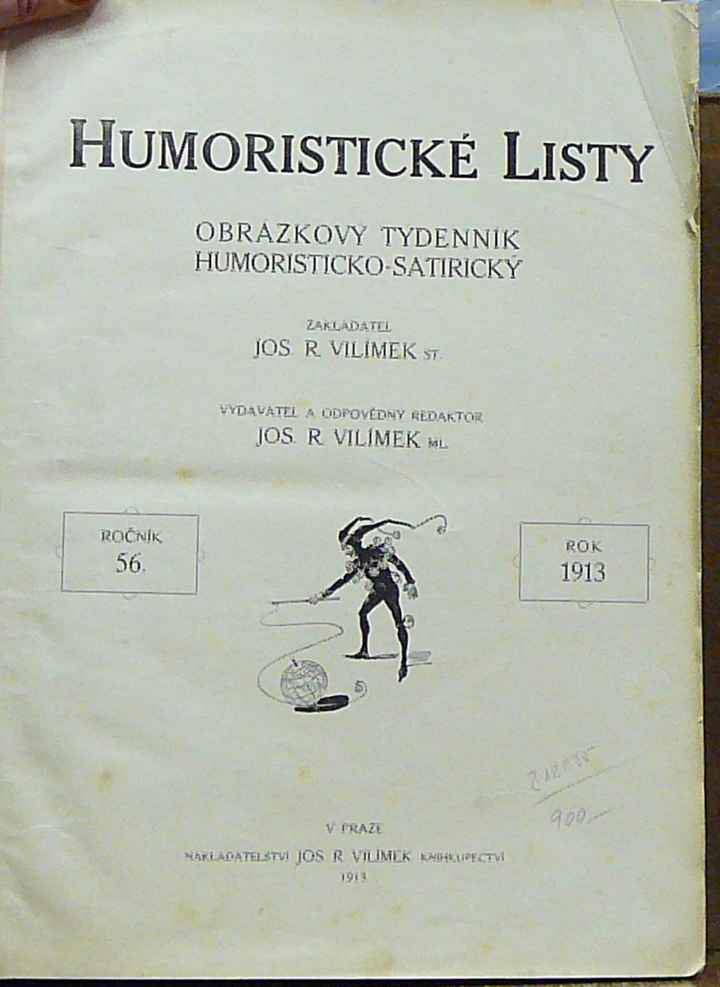 HUMORISTICKÉ LISTY
OBRÁZKOVÝ TÝDENNÍK
HUMORISTICKO-SATIRICKÝ
ZAKLADATEL
JOS. R. VILÍMEK ST.
VYDAVATEL A ODPOVĚDNÝ REDAKTOR
JOS. R. VILÍMEK ML.
ROČNÍK
56.
ROK
1913
900.—
V PRAZE
NAKLADATELSTVÍ JOS. R. VILÍMEK KNIHKUPECTVÍ
1913